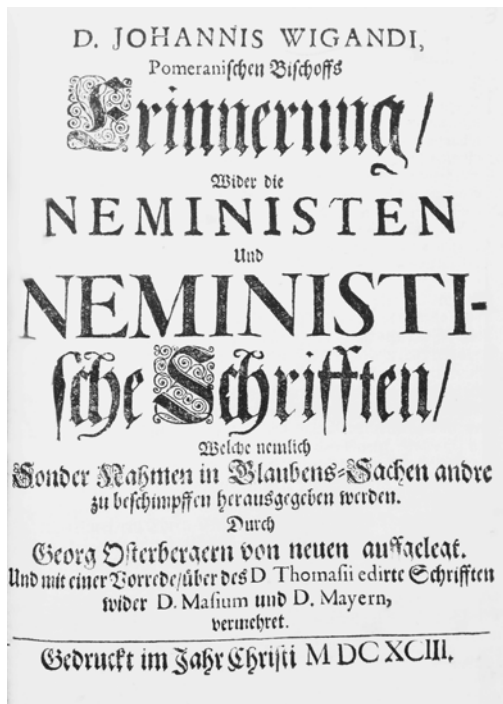 D. JOHANNIS WIGANDI,
Pomeranischen Bischoffs
Erinnerung/
Wider die
NEMINISTEN
Und
NEMINISTI-
sche Schrifften/
Welche nemlich
Sonder Nahmen in Glaubens-Sachen andre
zu beschimpffen herausgegeben werden.
Durch
Georg Osterbergern von neuen auffgelegt.
Und mit einer Vorrede/über des D Thomasii edirte Schrifften
wider D. Masium und D. Mayern,
vermehret.
Gedruckt im Jahr Christi M DC XCIII.